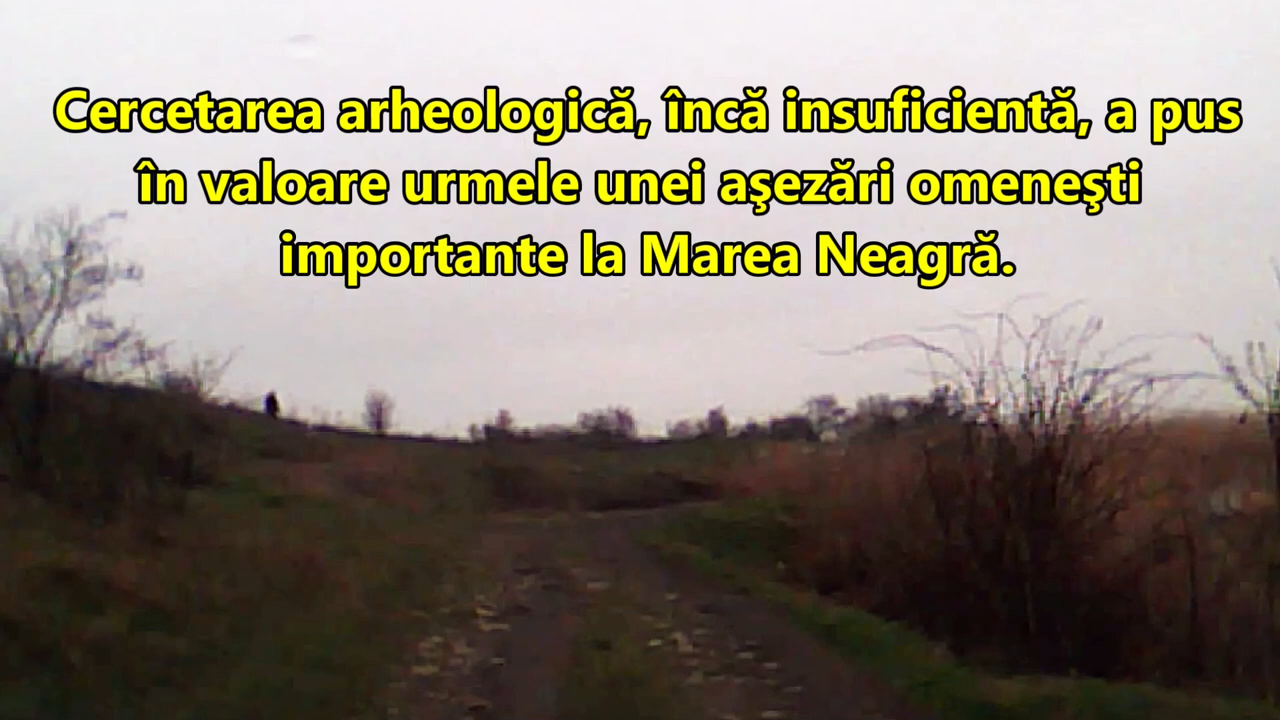 Cercetarea arheologică, încă insuficientă, a pus
în valoare urmele unei aşezări omeneşti
importante la Marea Neagră.